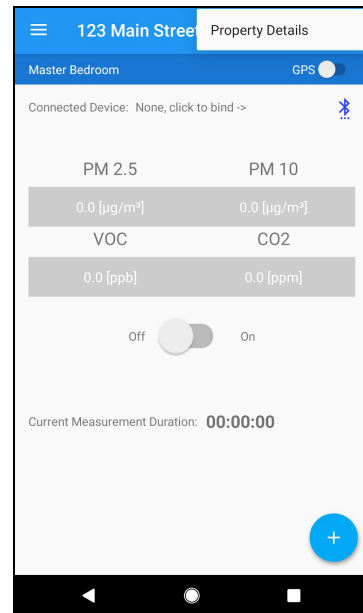 123 Main Street
Property Details
Master Bedroom GPS
Connected Device: None, click to bind ->
PM 2.5 PM 10
0.0 [µg/m³] 0.0 [µg/m³]
VOC CO2
0.0 [ppb] 0.0 [ppm]
Off On
Current Measurement Duration: 00:00:00
+